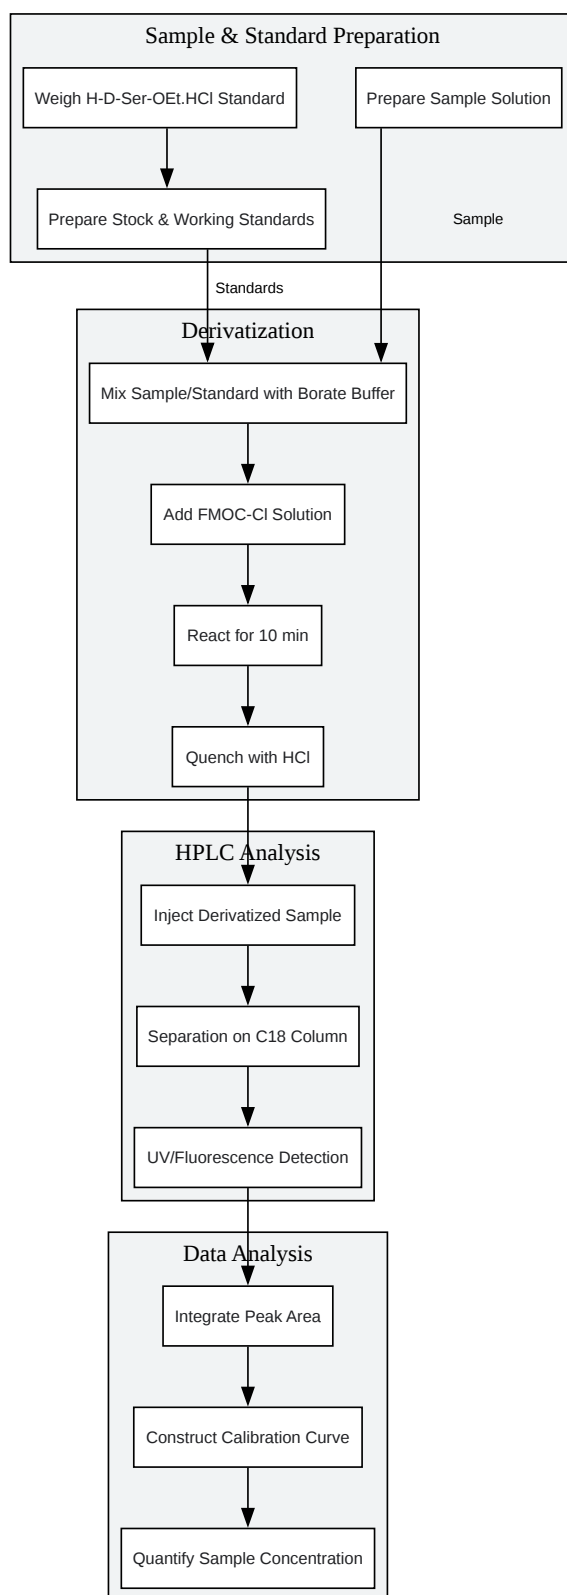 Sample & Standard Preparation
Weigh H-D-Ser-OEt.HCl Standard
Prepare Sample Solution
Prepare Stock & Working Standards
Sample
Standards
Derivatization
Mix Sample/Standard with Borate Buffer
Add FMOC-Cl Solution
React for 10 min
Quench with HCl
HPLC Analysis
Inject Derivatized Sample
Separation on C18 Column
UV/Fluorescence Detection
Data Analysis
Integrate Peak Area
Construct Calibration Curve
Quantify Sample Concentration